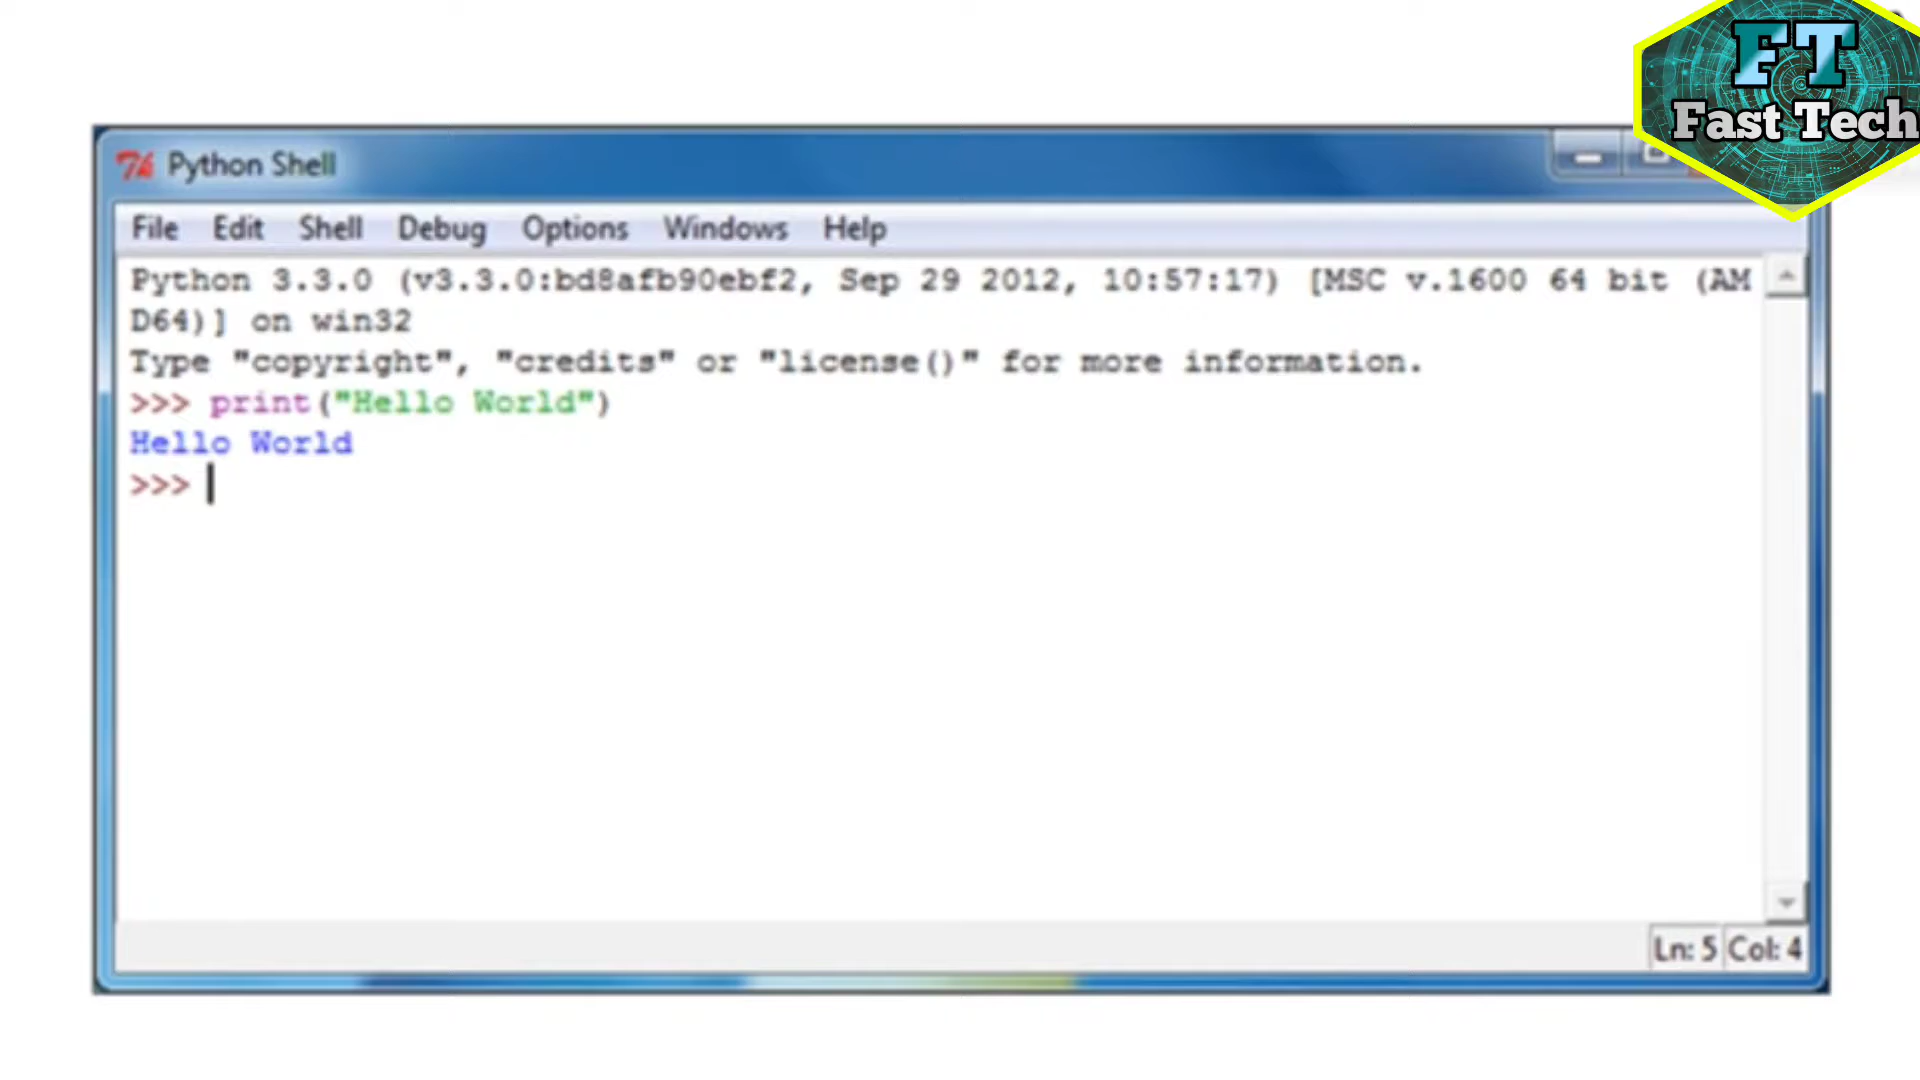 FT
Fast Tech
Python Shell
File Edit Shell Debug Options Windows Help
Python 3.3.0 (v3.3.0:bd8afb90ebf2, Sep 29 2012, 10:57:17) [MSC v.1600 64 bit (AM
D64)] on win32
Type "copyright", "credits" or "license()" for more information.
>>> print("Hello World")
Hello World
>>>
Ln: 5 Col: 4